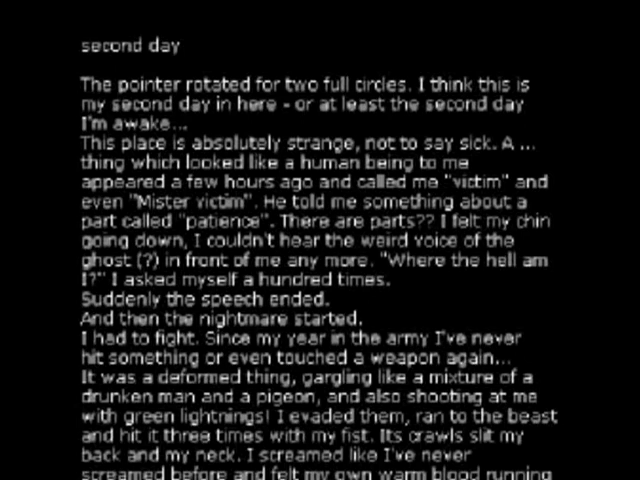 second day
The pointer rotated for two full circles. I think this is
my second day in here - or at least the second day
I'm awake...
This place is absolutely strange, not to say sick. A ...
thing which looked like a human being to me
appeared a few hours ago and called me "victim" and
even "Mister victim". He told me something about a
part called "patience". There are parts?? I felt my chin
going down, I couldn't hear the weird voice of the
ghost (?) in front of me any more. "Where the hell am
I?" I asked myself a hundred times.
Suddenly the speech ended.
And then the nightmare started.
I had to fight. Since my year in the army I've never
hit something or even touched a weapon again...
It was a deformed thing, gargling like a mixture of a
drunken man and a pigeon, and also shooting at me
with green lightnings! I evaded them, ran to the beast
and hit it three times with my fist. Its crawls slit my
back and my neck. I screamed like I've never
screamed before and felt my own warm blood running